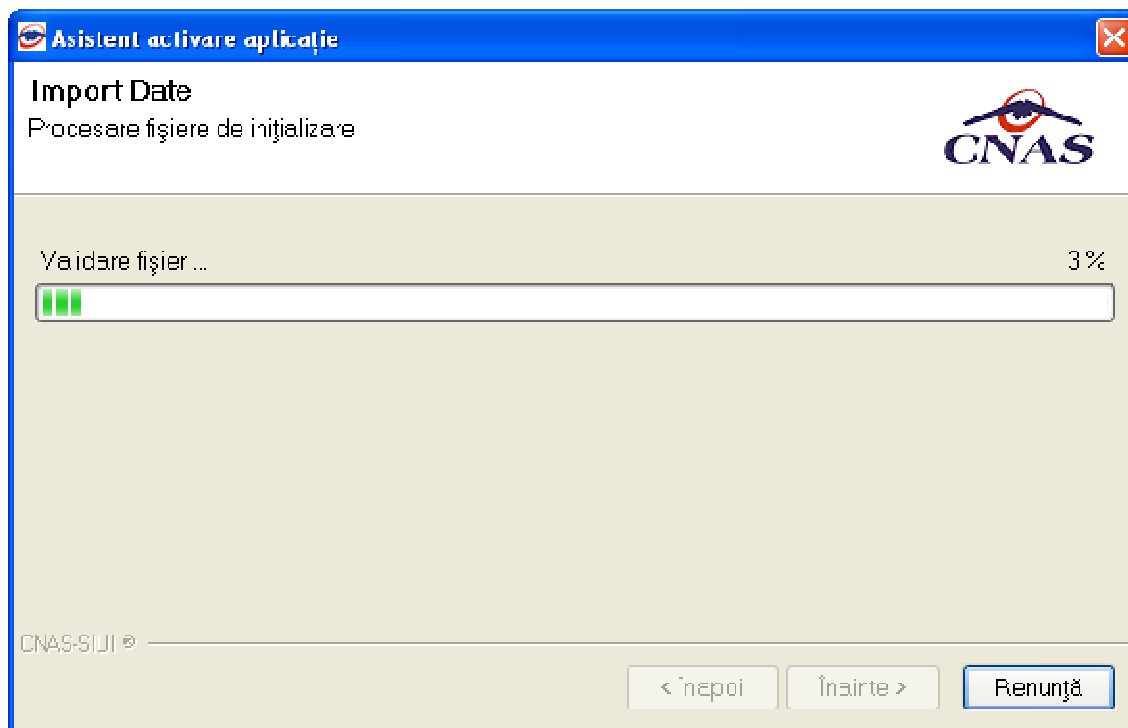 Asistent activare aplicație
Import Date
Procesare fișiere de inițializare
CNAS
Validare fișier ...
3%
CNAS-SIUI ®
< Înapoi
Înainte >
Renunță